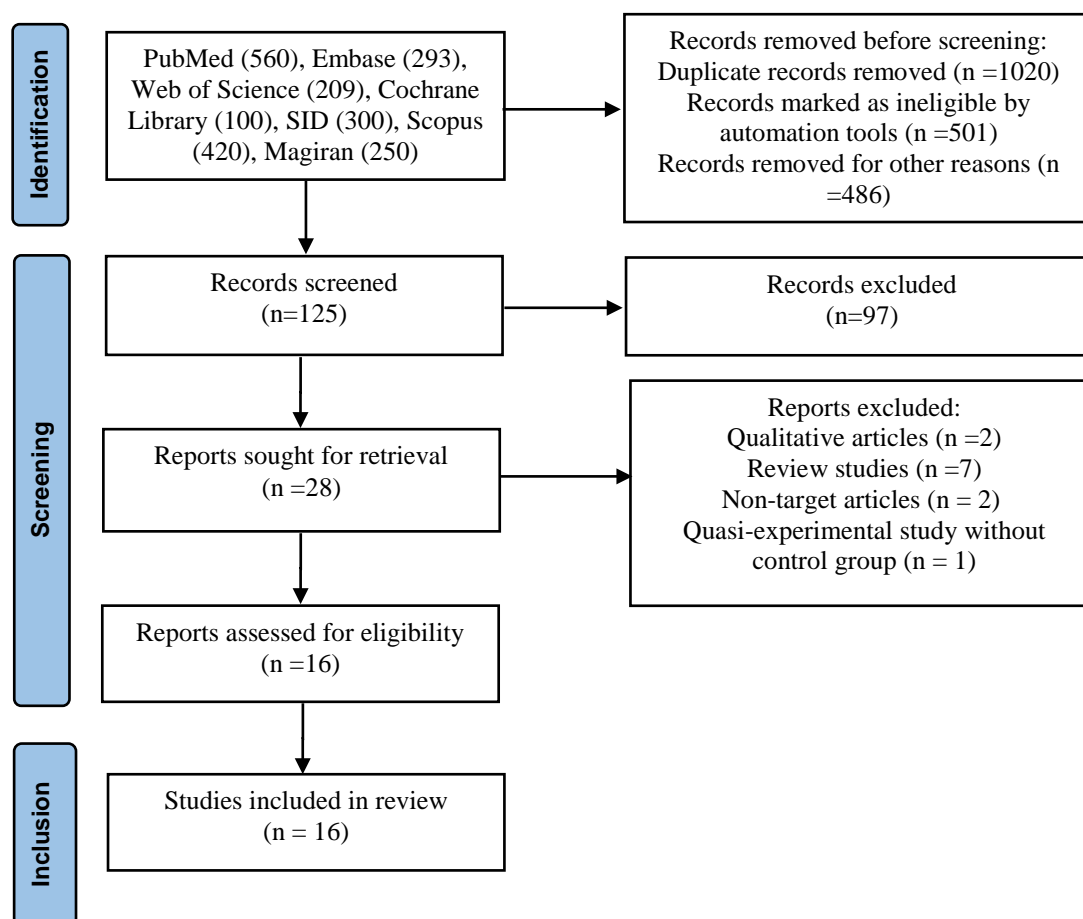 Identification
PubMed (560), Embase (293),
Web of Science (209), Cochrane
Library (100), SID (300), Scopus
(420), Magiran (250)
Records removed before screening:
Duplicate records removed (n =1020)
Records marked as ineligible by
automation tools (n =501)
Records removed for other reasons (n
=486)
Screening
Records screened
(n=125)
Records excluded
(n=97)
Reports sought for retrieval
(n =28)
Reports excluded:
Qualitative articles (n =2)
Review studies (n =7)
Non-target articles (n = 2)
Quasi-experimental study without
control group (n = 1)
Reports assessed for eligibility
(n =16)
Inclusion
Studies included in review
(n = 16)